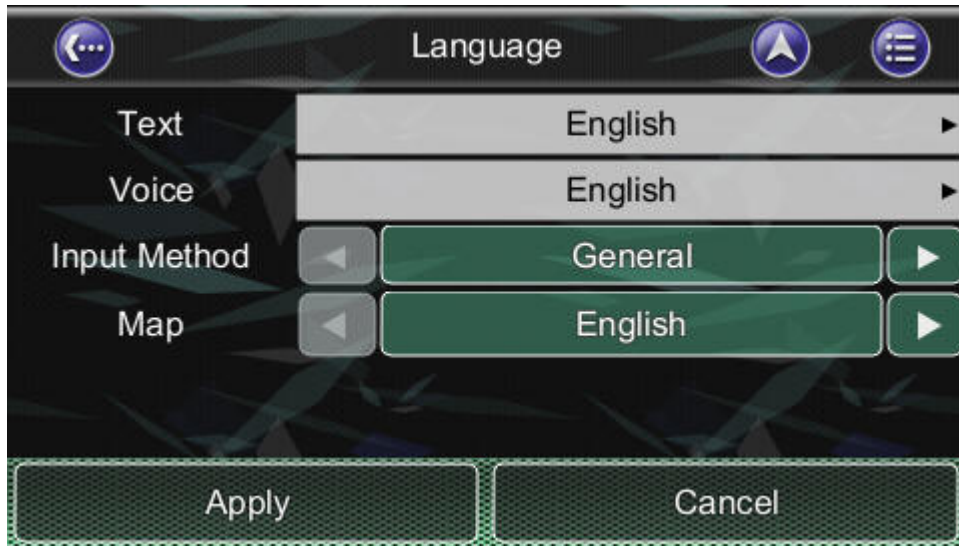 Language
Text English
Voice English
Input Method General
Map English
Apply Cancel